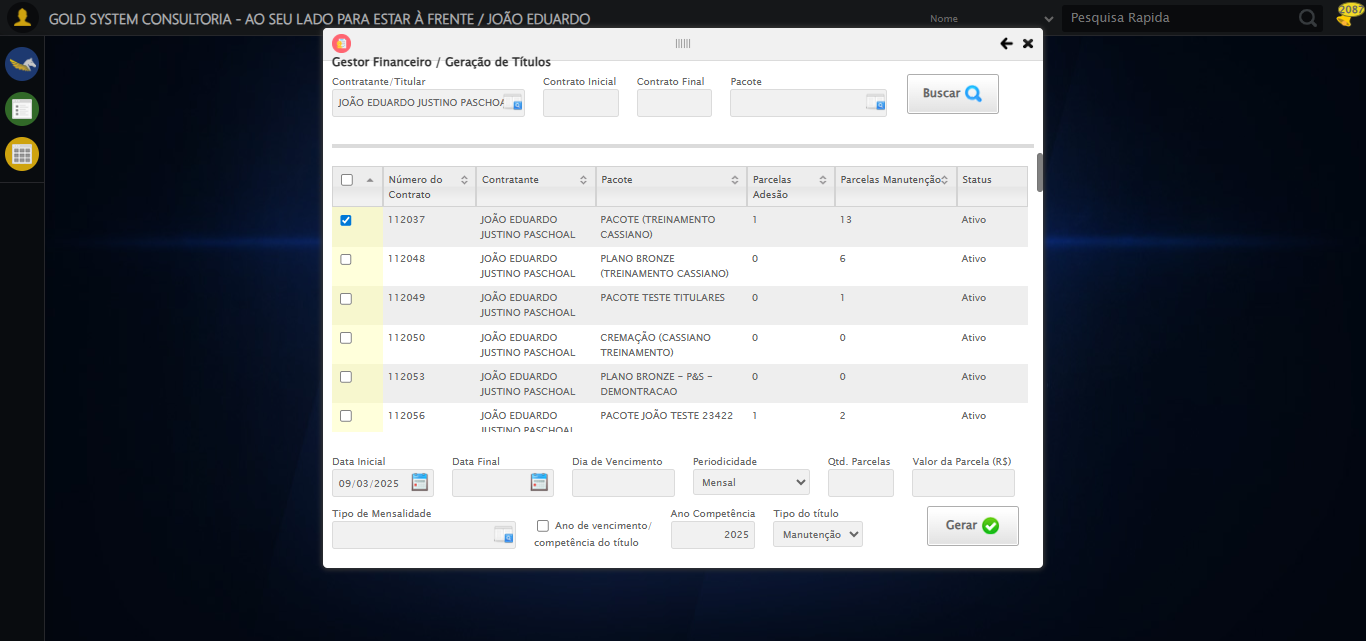 GOLD SYSTEM CONSULTORIA - AO SEU LADO PARA ESTAR À FRENTE / JOÃO EDUARDO
Nome
Pesquisa Rapida
2087
Gestor Financeiro / Geração de Títulos
Contratante/Titular Contrato Inicial Contrato Final Pacote
JOÃO EDUARDO JUSTINO PASCHOA
Buscar
Número do Contrato Contratante Pacote Parcelas Adesão Parcelas Manutenção Status
112037 JOÃO EDUARDO PACOTE (TREINAMENTO 1 13 Ativo
JUSTINO PASCHOAL CASSIANO)
112048 JOÃO EDUARDO PLANO BRONZE 0 6 Ativo
JUSTINO PASCHOAL (TREINAMENTO CASSIANO)
112049 JOÃO EDUARDO PACOTE TESTE TITULARES 0 1 Ativo
JUSTINO PASCHOAL
112050 JOÃO EDUARDO CREMAÇÃO (CASSIANO 0 0 Ativo
JUSTINO PASCHOAL TREINAMENTO)
112053 JOÃO EDUARDO PLANO BRONZE - P&S - 0 0 Ativo
JUSTINO PASCHOAL DEMONTRACAO
112056 JOÃO EDUARDO PACOTE JOÃO TESTE 23422 1 2 Ativo
JUSTINO PASCHOAL
Data Inicial Data Final Dia de Vencimento Periodicidade Qtd. Parcelas Valor da Parcela (R$)
09/03/2025 Mensal
Tipo de Mensalidade Ano de vencimento/ Ano Competência Tipo do título
competência do título 2025 Manutenção
Gerar